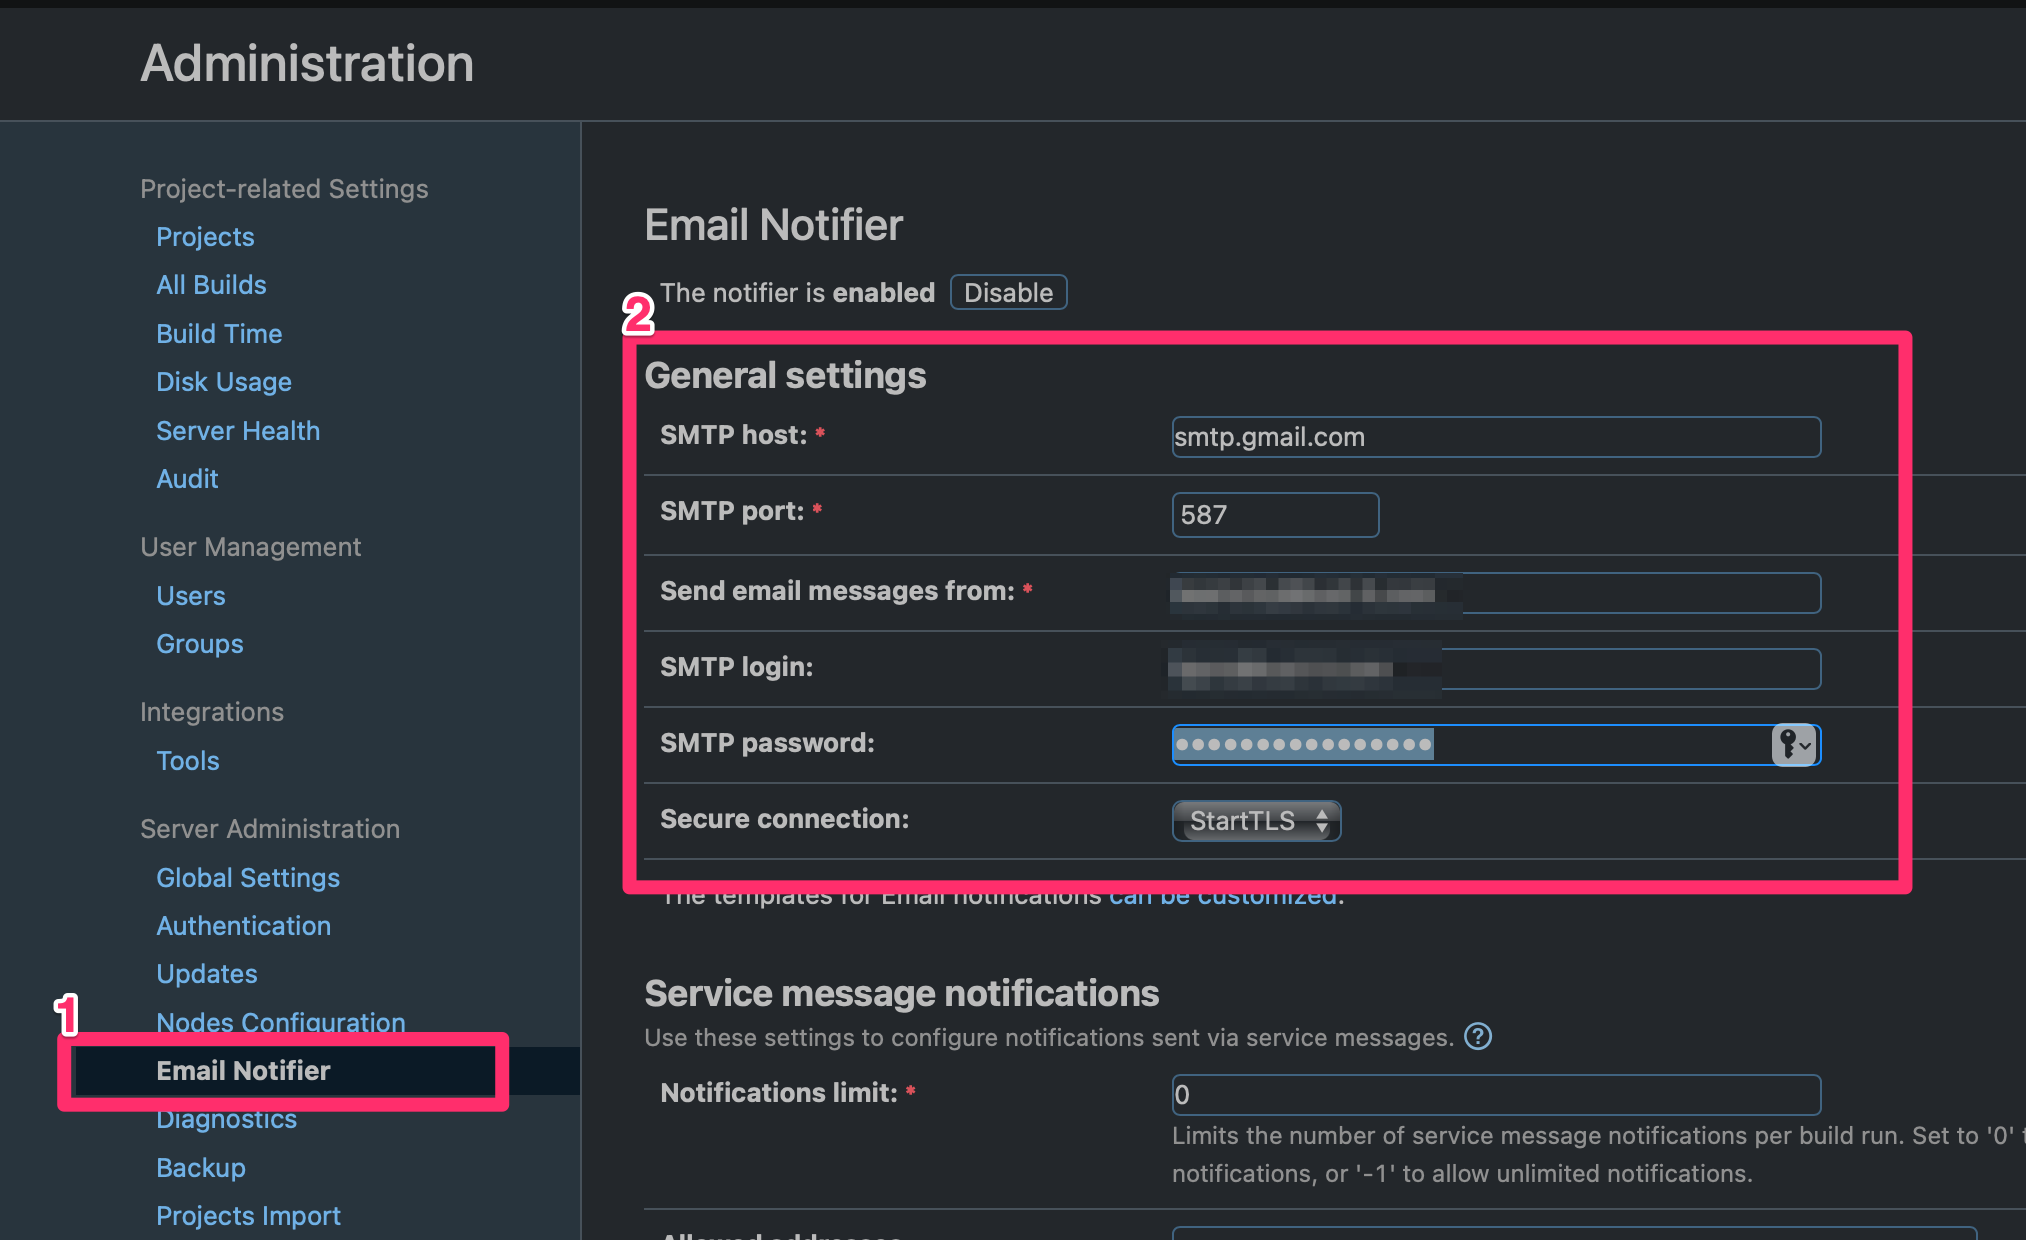 Administration
Project-related Settings
Projects
All Builds
Build Time
Disk Usage
Server Health
Audit
User Management
Users
Groups
Integrations
Tools
Server Administration
Global Settings
Authentication
Updates
1
Nodes Configuration
Email Notifier
Diagnostics
Backup
Projects Import
Email Notifier
The notifier is enabled Disable
2
General settings
SMTP host: * smtp.gmail.com
SMTP port: * 587
Send email messages from: *
SMTP login:
SMTP password: ••••••••••••••••
Secure connection: StartTLS
The templates for Email notifications can be customized.
Service message notifications
Use these settings to configure notifications sent via service messages. ?
Notifications limit: * 0
Limits the number of service message notifications per build run. Set to '0'
notifications, or '-1' to allow unlimited notifications.
Allowed addresses